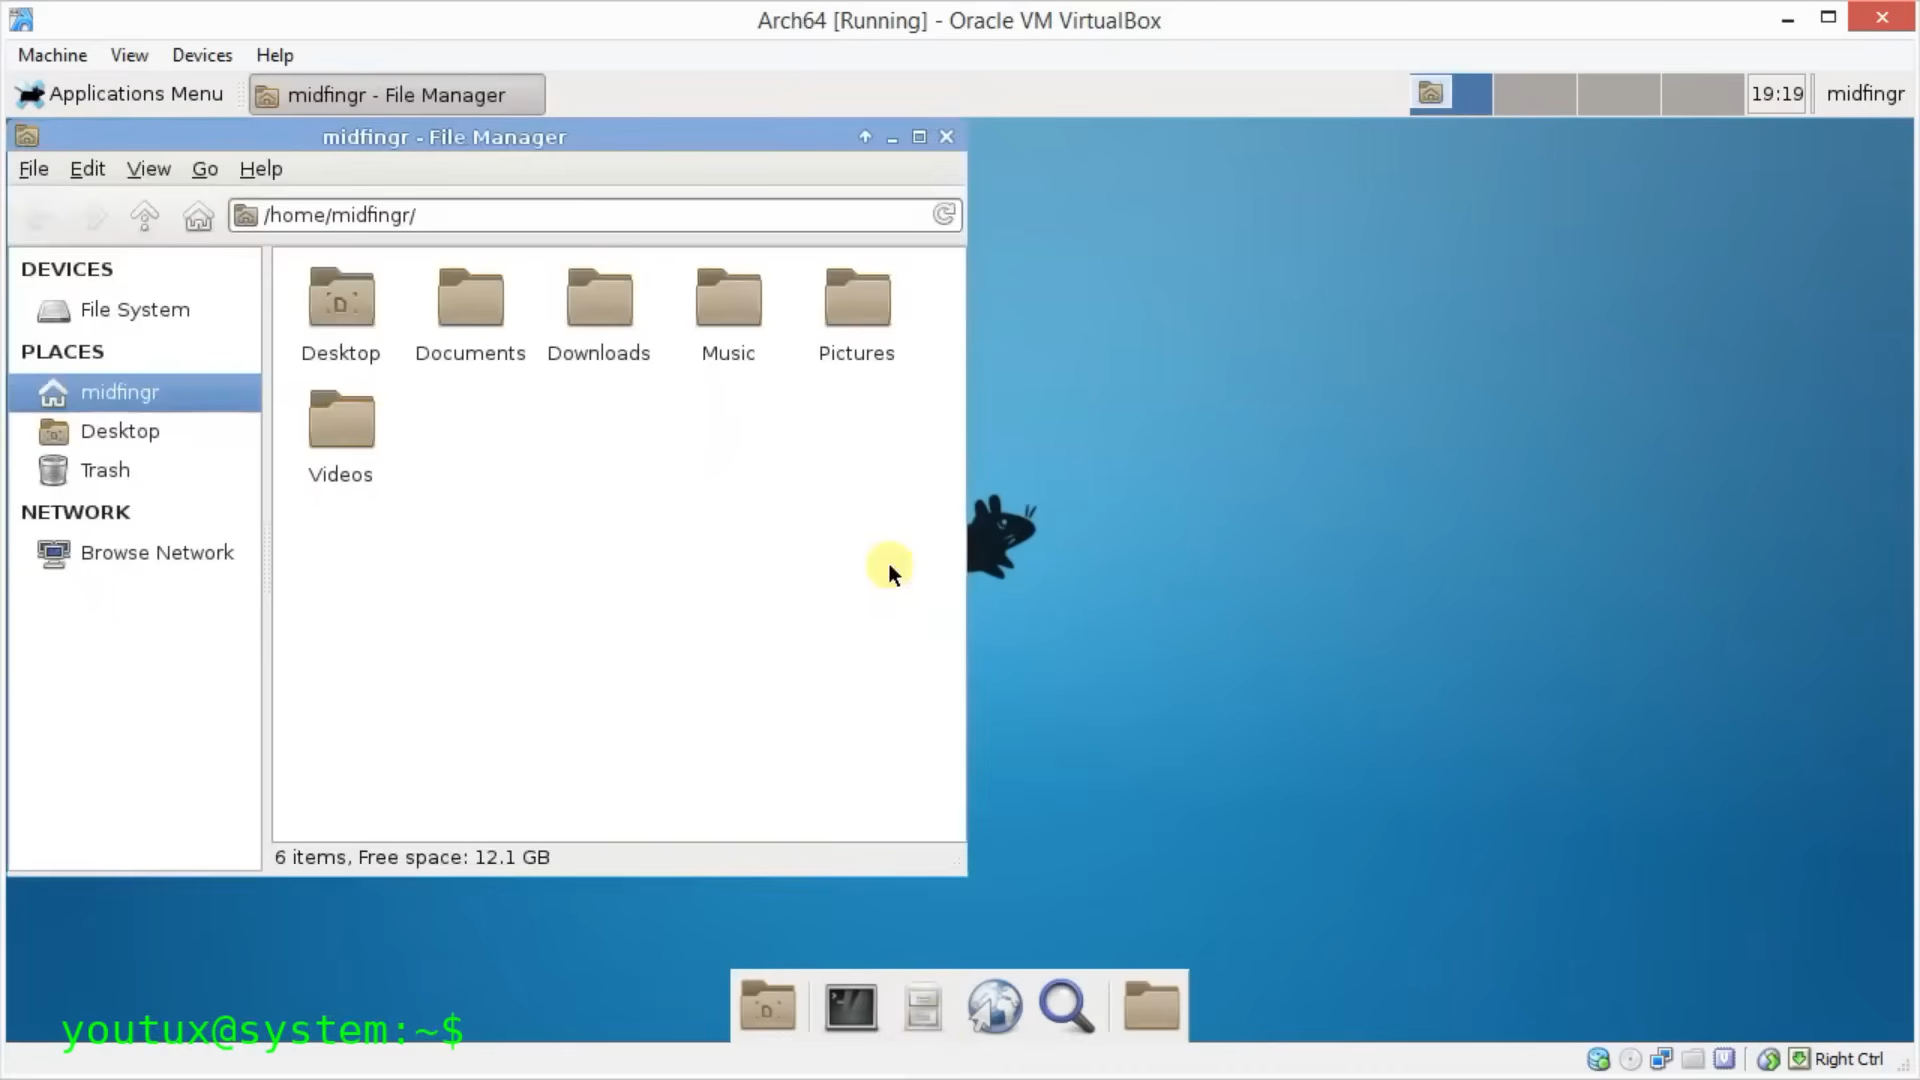 Arch64 [Running] - Oracle VM VirtualBox
Machine View Devices Help
Applications Menu midfingr - File Manager 19:19 midfingr
midfingr - File Manager
File Edit View Go Help
/home/midfingr/
DEVICES
File System
PLACES
midfingr
Desktop
Trash
NETWORK
Browse Network
Desktop Documents Downloads Music Pictures
Videos
6 items, Free space: 12.1 GB
youtux@system:~$
Right Ctrl